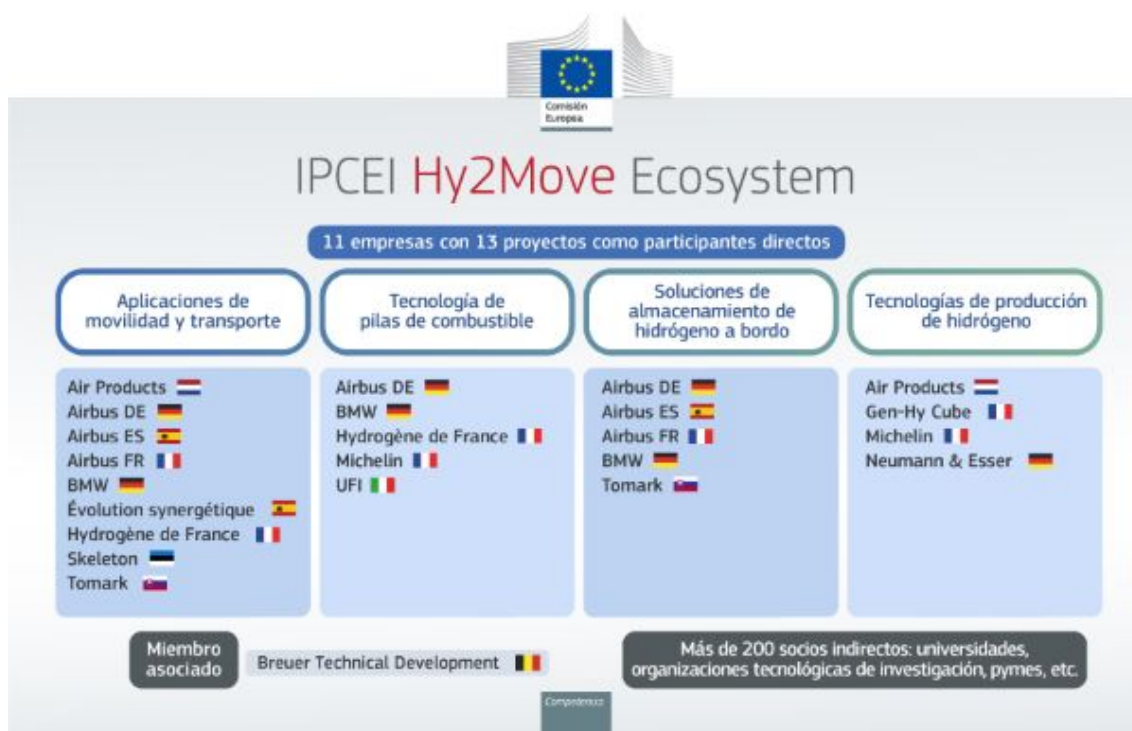 Comisión
Europea
IPCEI Hy2Move Ecosystem
11 empresas con 13 proyectos como participantes directos
Aplicaciones de
movilidad y transporte
Air Products
Airbus DE
Airbus ES
Airbus FR
BMW
Évolution synergétique
Hydrogène de France
Skeleton
Tomark
Tecnología de
pilas de combustible
Airbus DE
BMW
Hydrogène de France
Michelin
UFI
Soluciones de
almacenamiento de
hidrógeno a bordo
Airbus DE
Airbus ES
Airbus FR
BMW
Tomark
Tecnologías de producción
de hidrógeno
Air Products
Gen-Hy Cube
Michelin
Neumann & Esser
Miembro
asociado
Breuer Technical Development
Más de 200 socios indirectos: universidades,
organizaciones tecnológicas de investigación, pymes, etc.
Competencia